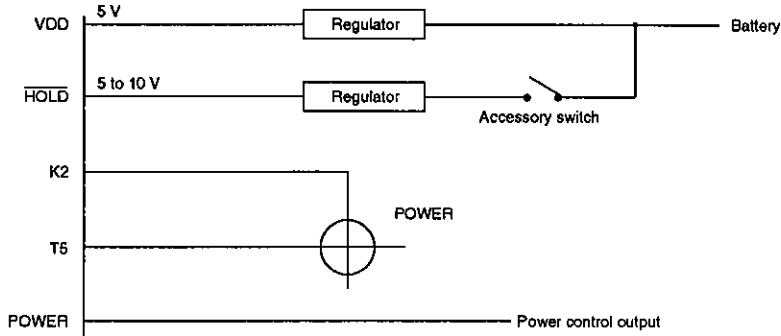 VDD 5 V Regulator Battery
HOLD 5 to 10 V Regulator
Accessory switch
K2
POWER
T5
POWER Power control output